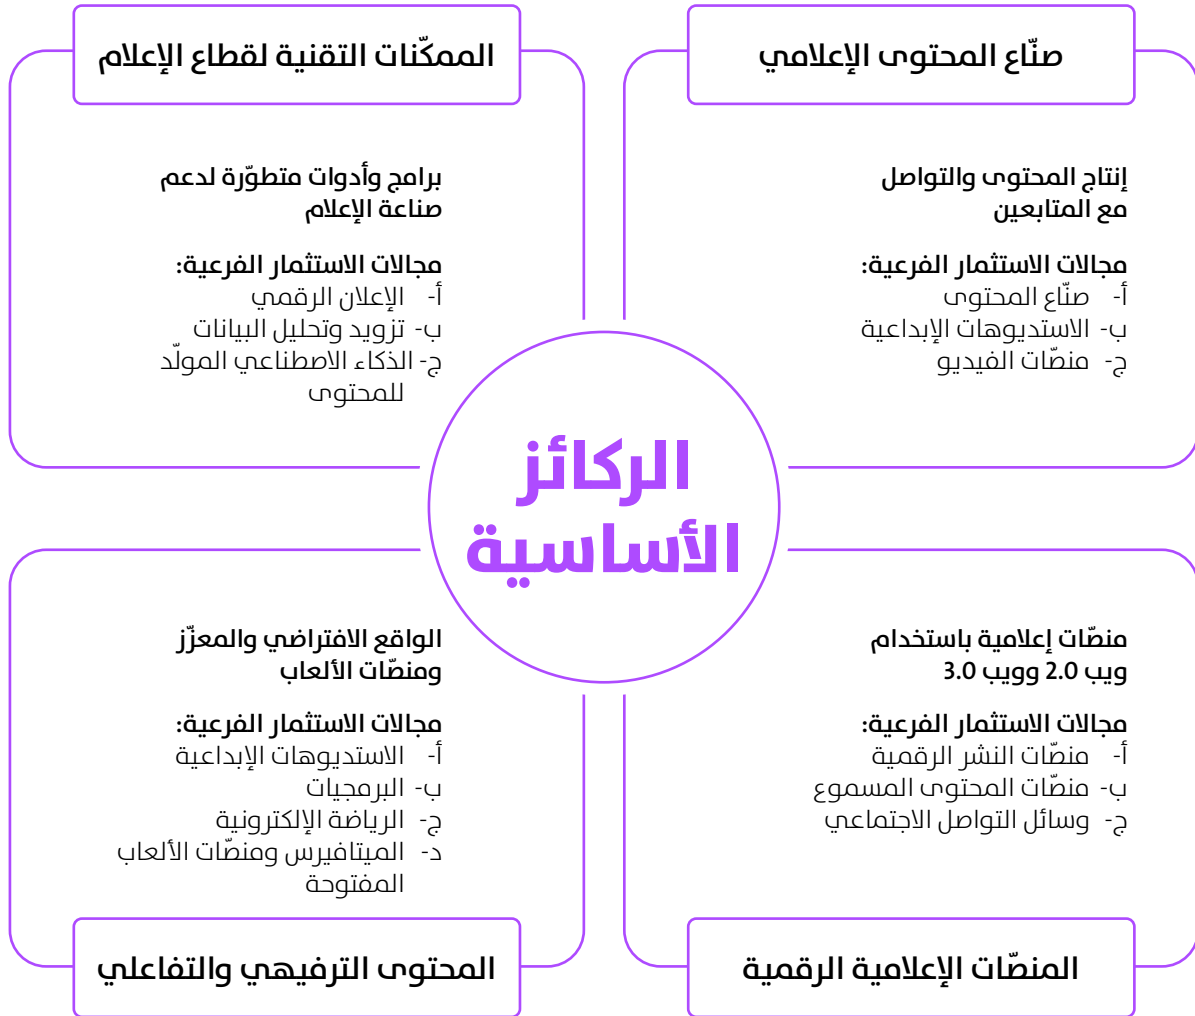 صنّاع المحتوى الإعلامي
إنتاج المحتوى والتواصل
مع المتابعين
مجالات الاستثمار الفرعية:
أ- صنّاع المحتوى
ب- الاستديوهات الإبداعية
ج- منصّات الفيديو
الممكّنات التقنية لقطاع الإعلام
برامج وأدوات متطوّرة لدعم
صناعة الإعلام
مجالات الاستثمار الفرعية:
أ- الإعلان الرقمي
ب- تزويد وتحليل البيانات
ج- الذكاء الاصطناعي المولّد
للمحتوى
الركائز
الأساسية
منصّات إعلامية باستخدام
ويب 2.0 وويب 3.0
مجالات الاستثمار الفرعية:
أ- منصّات النشر الرقمية
ب- منصّات المحتوى المسموع
ج- وسائل التواصل الاجتماعي
المنصّات الإعلامية الرقمية
الواقع الافتراضي والمعزّز
ومنصّات الألعاب
مجالات الاستثمار الفرعية:
أ- الاستديوهات الإبداعية
ب- البرمجيات
ج- الرياضة الإلكترونية
د- الميتافيرس ومنصّات الألعاب
المفتوحة
المحتوى الترفيهي والتفاعلي